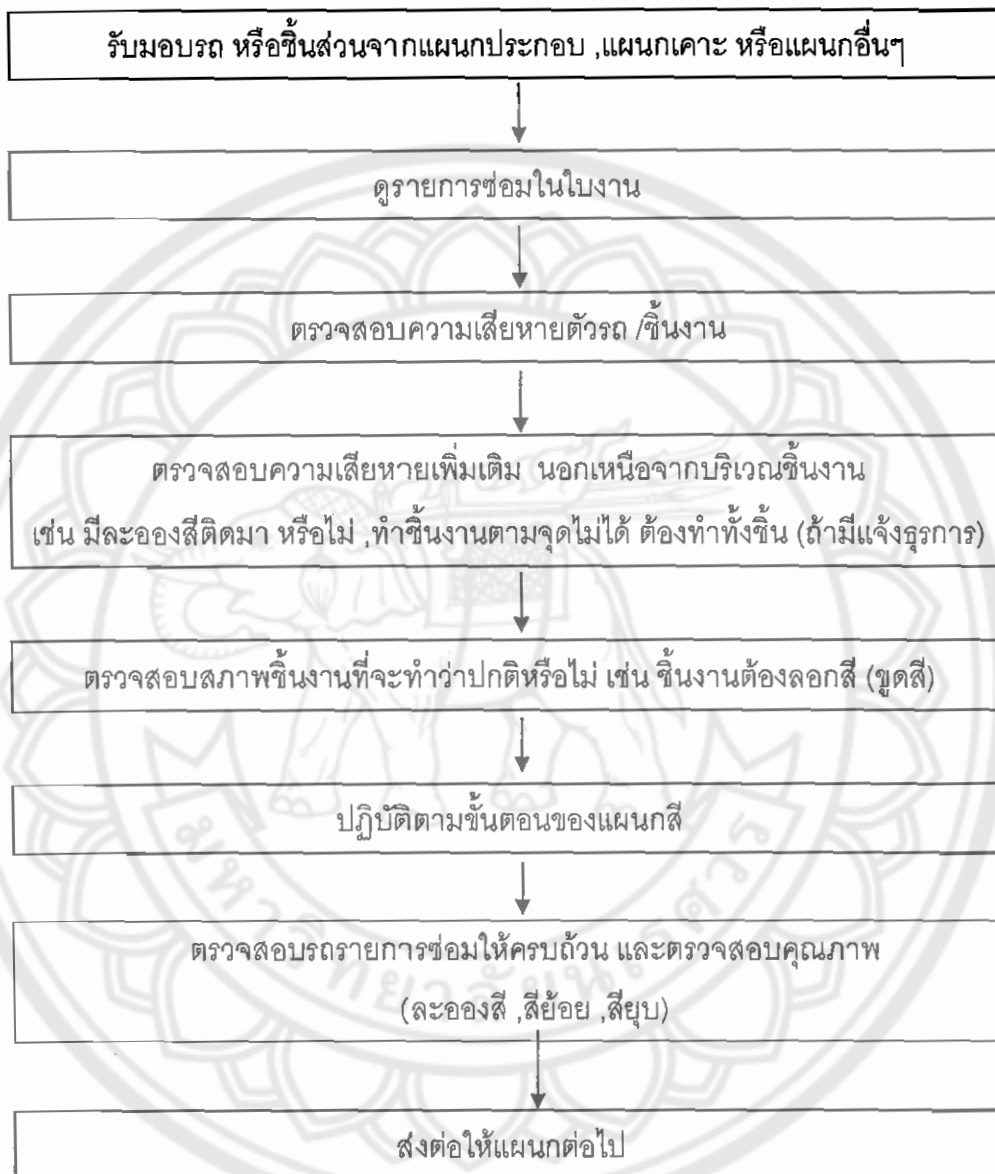 รับมอบรถ หรือชิ้นส่วนจากแผนกประกอบ ,แผนกเคาะ หรือแผนกอื่นๆ
ดูรายการซ่อมในใบงาน
ตรวจสอบความเสียหายตัวรถ /ชิ้นงาน
ตรวจสอบความเสียหายเพิ่มเติม นอกเหนือจากบริเวณชิ้นงาน
เช่น มีละอองสีติดมา หรือไม่ ,ทำชิ้นงานตามจุดไม่ได้ ต้องทำทั้งชิ้น (ถ้ามีแจ้งธุรการ)
ตรวจสอบสภาพชิ้นงานที่จะทำว่าปกติหรือไม่ เช่น ชิ้นงานต้องลอกสี (ขูดสี)
ปฏิบัติตามขั้นตอนของแผนกสี
ตรวจสอบรถรายการซ่อมให้ครบถ้วน และตรวจสอบคุณภาพ
(ละอองสี ,สีย้อย ,สียุบ)
ส่งต่อให้แผนกต่อไป
มหาวิทยาลัยนเรศวร